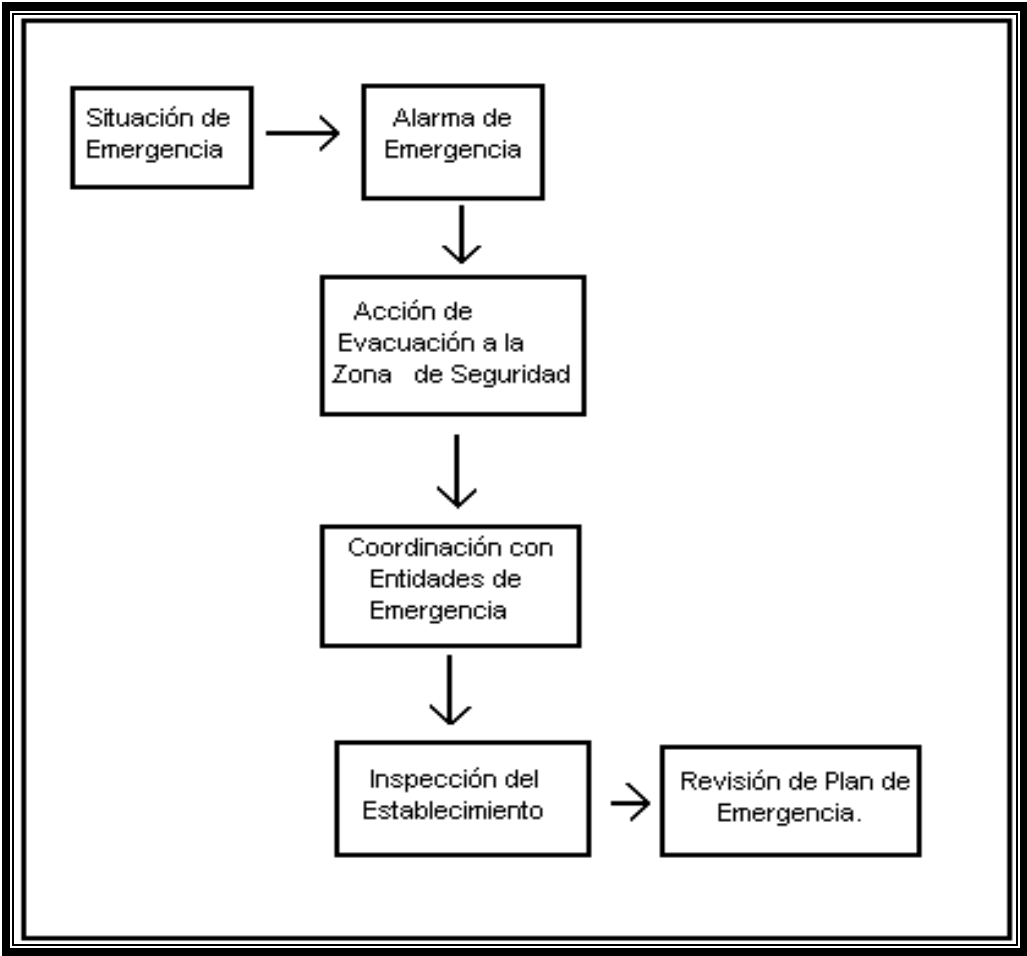 Situación de
Emergencia
Alarma de
Emergencia
Acción de
Evacuación a la
Zona de Seguridad
Coordinación con
Entidades de
Emergencia
Inspección del
Establecimiento
Revisión de Plan de
Emergencia.